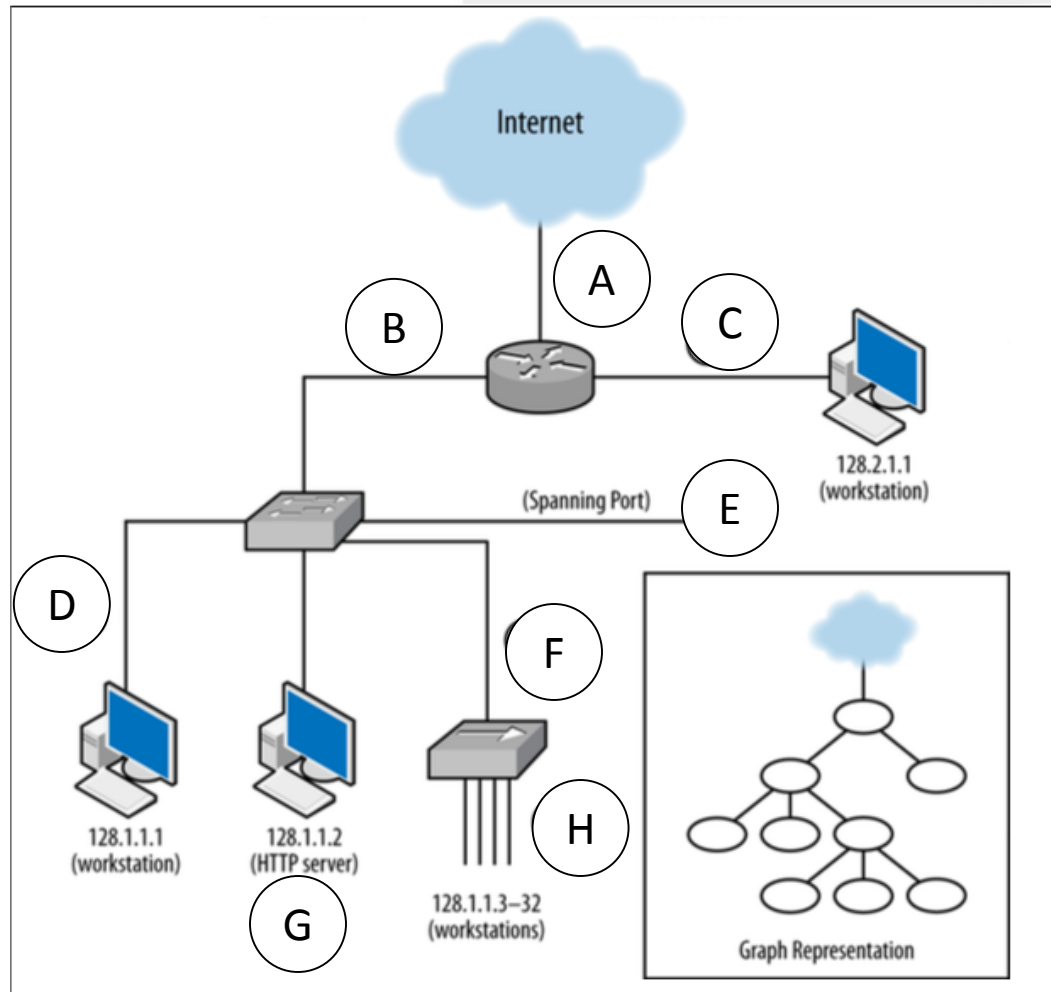 Internet
A
B
C
128.2.1.1
(workstation)
(Spanning Port)
E
D
F
128.1.1.1
(workstation)
128.1.1.2
(HTTP server)
G
H
128.1.1.3–32
(workstations)
Graph Representation